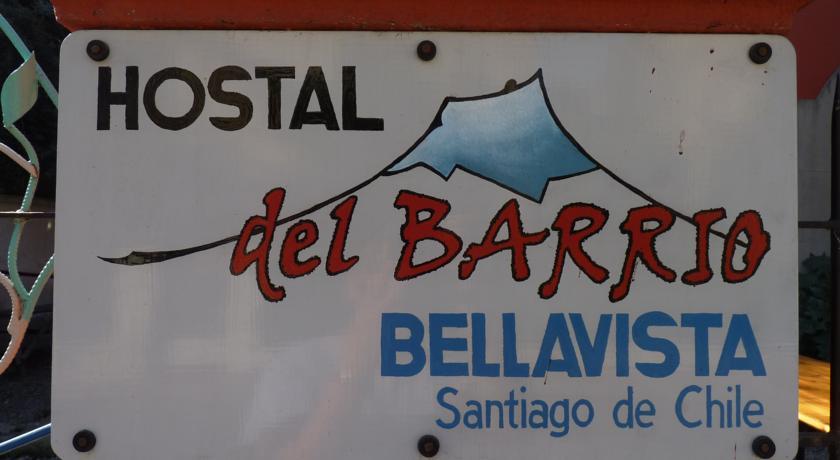 HOSTAL
del BARRIO
BELLAVISTA
Santiago de Chile